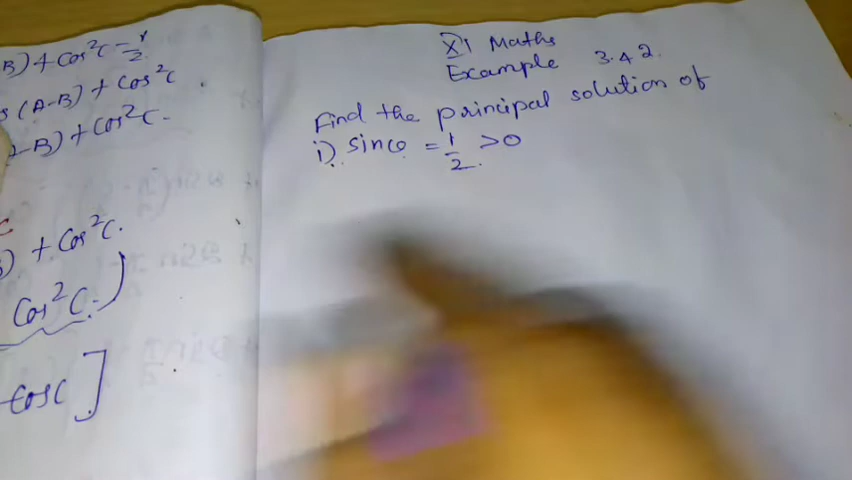 B) + Cos²C = 1/2
s (A-B) + Cos²C
-B) + Cos²C.
+ Cos²C.
Cos²C.)
- Cosc ]
XI Maths
Example 3.42.
Find the principal solution of
i) sinθ = 1/2 >0